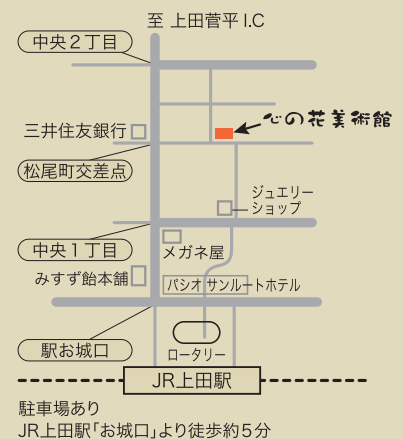 至 上田菅平 I.C
中央2丁目
心の花美術館
三井住友銀行
松尾町交差点
ジュエリー
ショップ
中央1丁目
メガネ屋
みすず飴本舗
パシオ サンルートホテル
駅お城口
ロータリー
JR上田駅
駐車場あり
JR上田駅「お城口」より徒歩約5分